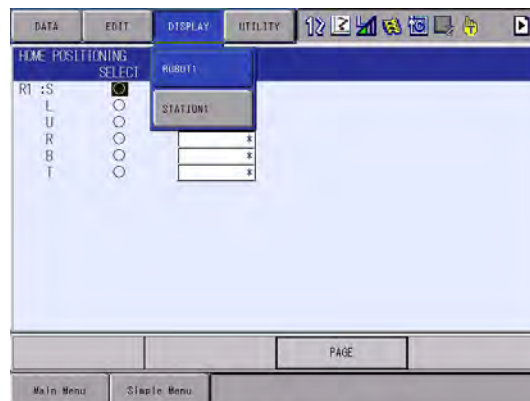 DATA EDIT DISPLAY UTILITY
HOME POSITIONING
SELECT
ROBOT1
STATION1
R1 :S
L
U
R *
B *
T *
PAGE
Main Menu Simple Menu